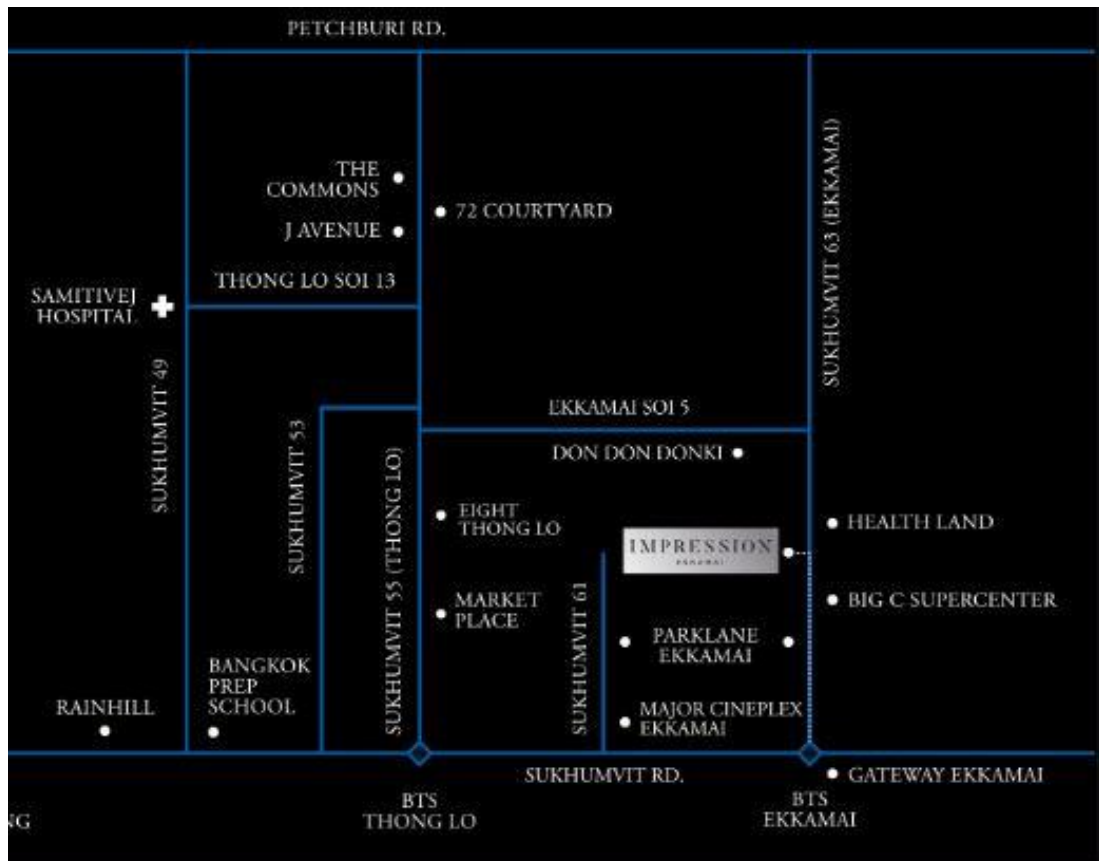 PETCHBURI RD.
THE
COMMONS
72 COURTYARD
J AVENUE
SUKHUMVIT 63 (EKKAMAI)
THONG LO SOI 13
SAMITIVEJ
HOSPITAL
SUKHUMVIT 49
EKKAMAI SOI 5
SUKHUMVIT 53
SUKHUMVIT 55 (THONG LO)
DON DON DONKI
EIGHT
THONG LO
HEALTH LAND
IMPRESSION
EKKAMAI
SUKHUMVIT 61
MARKET
PLACE
BIG C SUPERCENTER
PARKLANE
EKKAMAI
BANGKOK
PREP
SCHOOL
RAINHILL
MAJOR CINEPLEX
EKKAMAI
SUKHUMVIT RD.
GATEWAY EKKAMAI
BTS
THONG LO
BTS
EKKAMAI
NG